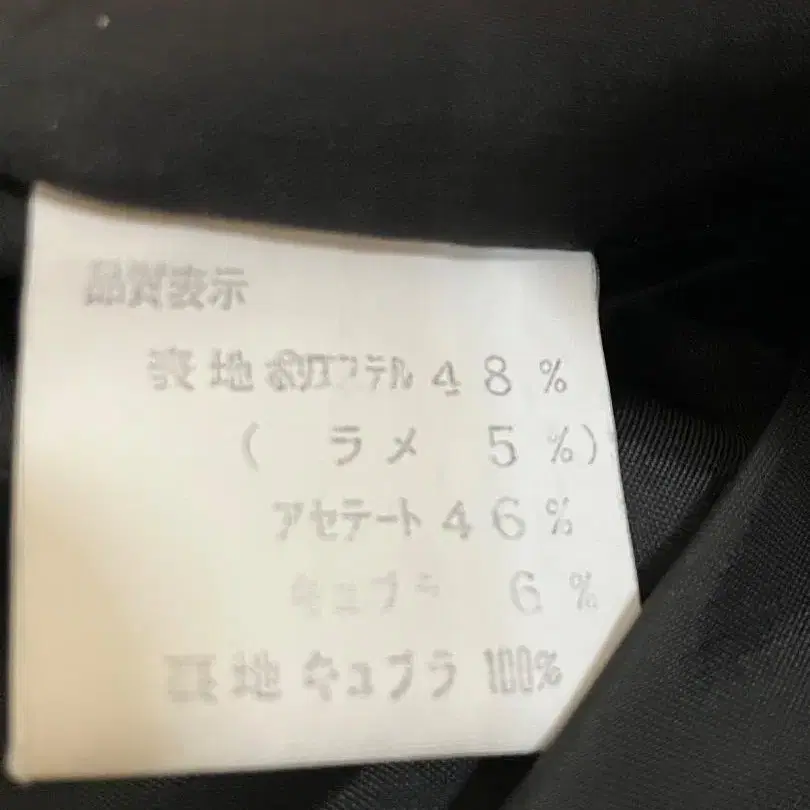 品質表示
表地 ポリエステル 48%
( ラメ 5%)
アセテート 46%
キュプラ 6%
裏地 キュプラ 100%